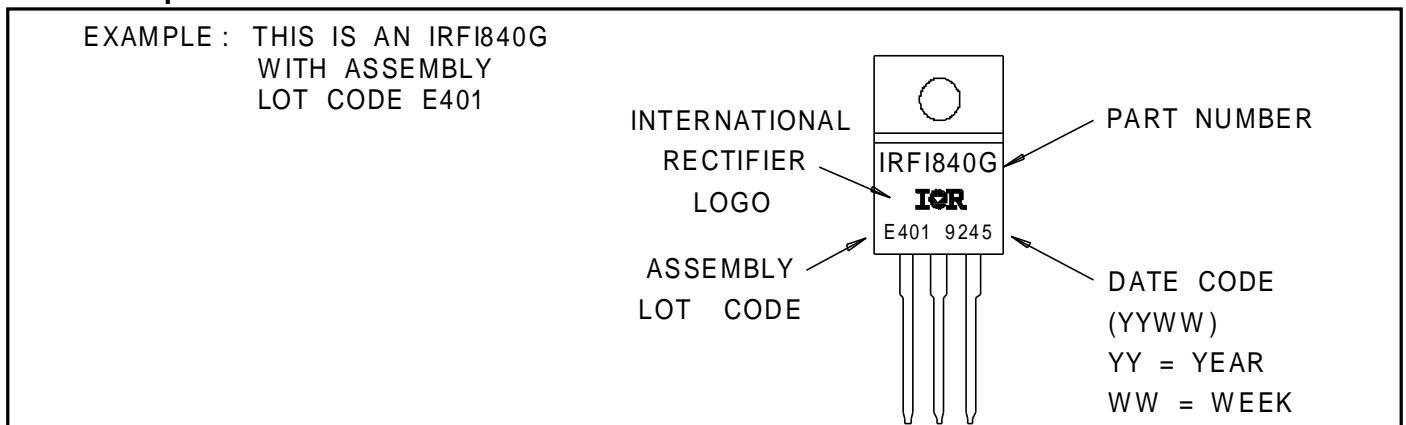 EXAMPLE : THIS IS AN IRFI840G
WITH ASSEMBLY
LOT CODE E401
INTERNATIONAL
RECTIFIER
LOGO
PART NUMBER
IRFI840G
IOR
E401 9245
ASSEMBLY
LOT CODE
DATE CODE
(YYWW)
YY = YEAR
WW = WEEK